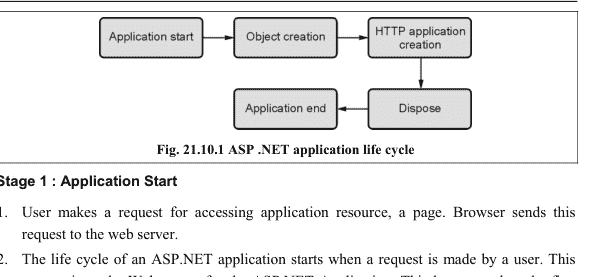 Application start
Object creation
HTTP application
creation
Application end
Dispose
Fig. 21.10.1 ASP .NET application life cycle
Stage 1 : Application Start
1. User makes a request for accessing application resource, a page. Browser sends this
request to the web server.
2. The life cycle of an ASP.NET application starts when a request is made by a user. This